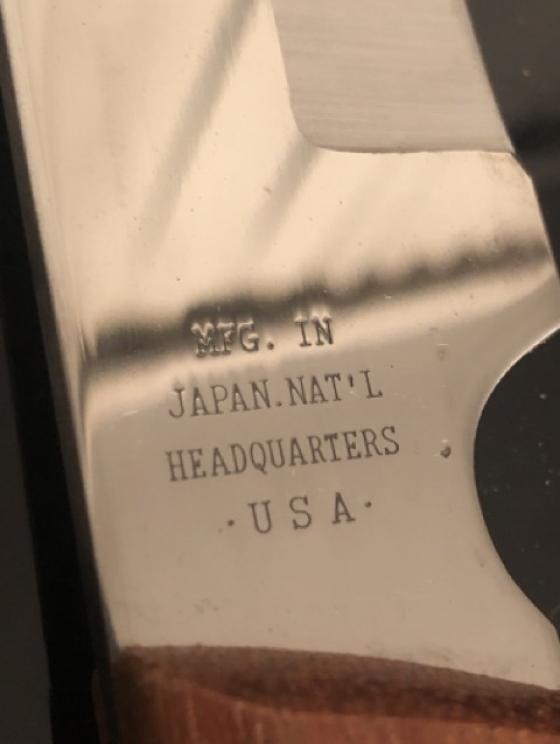 MFG. IN
JAPAN.NAT'L
HEADQUARTERS
·USA·